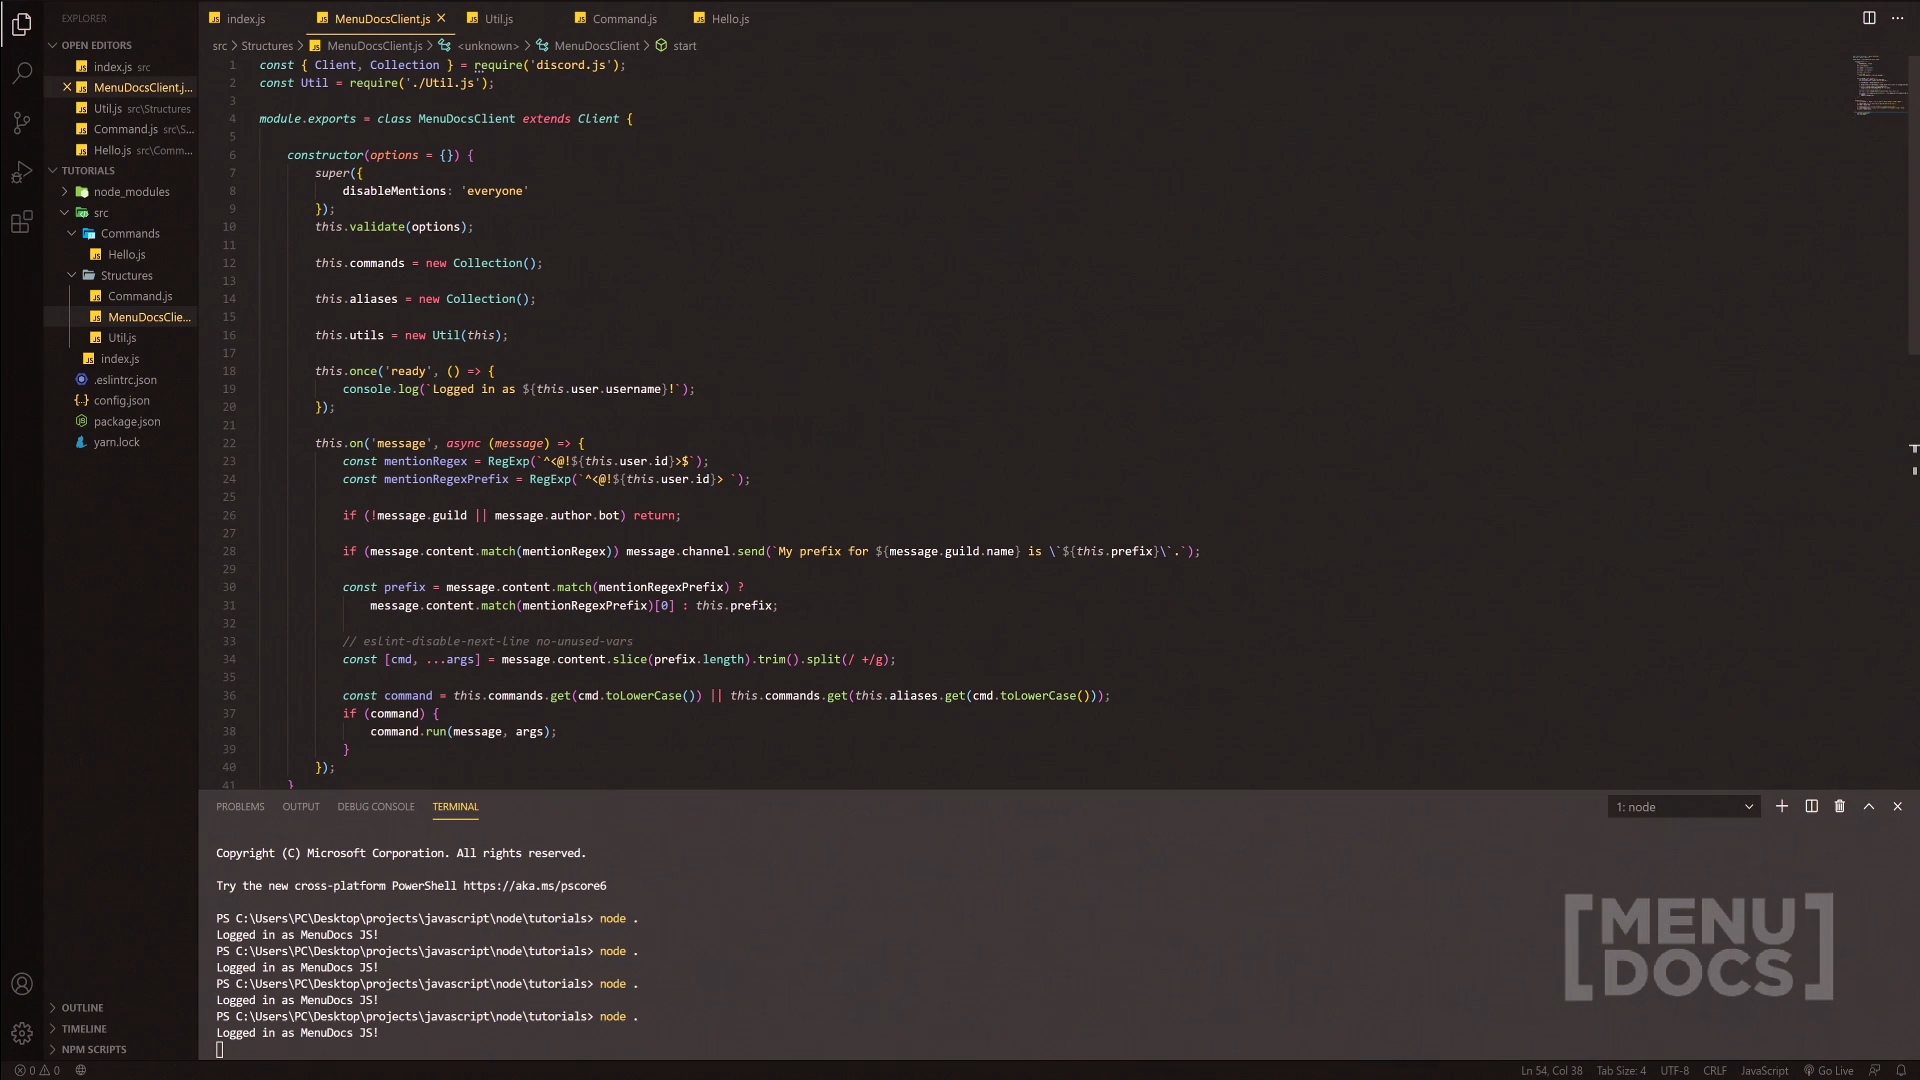 EXPLORER
OPEN EDITORS
index.js src
MenuDocsClient.j...
Util.js src\Structures
Command.js src\S...
Hello.js src\Comm...
TUTORIALS
node_modules
src
Commands
Hello.js
Structures
Command.js
MenuDocsClie...
Util.js
index.js
.eslintrc.json
config.json
package.json
yarn.lock
OUTLINE
TIMELINE
NPM SCRIPTS
index.js MenuDocsClient.js Util.js Command.js Hello.js
src > Structures > MenuDocsClient.js > <unknown> > MenuDocsClient > start
1 const { Client, Collection } = require('discord.js');
2 const Util = require('./Util.js');
3
4 module.exports = class MenuDocsClient extends Client {
5
6 constructor(options = {}) {
7 super({
8 disableMentions: 'everyone'
9 });
10 this.validate(options);
11
12 this.commands = new Collection();
13
14 this.aliases = new Collection();
15
16 this.utils = new Util(this);
17
18 this.once('ready', () => {
19 console.log(`Logged in as ${this.user.username}!`);
20 });
21
22 this.on('message', async (message) => {
23 const mentionRegex = RegExp(`^<@!${this.user.id}>$`);
24 const mentionRegexPrefix = RegExp(`^<@!${this.user.id}> `);
25
26 if (!message.guild || message.author.bot) return;
27
28 if (message.content.match(mentionRegex)) message.channel.send(`My prefix for ${message.guild.name} is \`${this.prefix}\`.`);
29
30 const prefix = message.content.match(mentionRegexPrefix) ?
31 message.content.match(mentionRegexPrefix)[0] : this.prefix;
32
33 // eslint-disable-next-line no-unused-vars
34 const [cmd, ...args] = message.content.slice(prefix.length).trim().split(/ +/g);
35
36 const command = this.commands.get(cmd.toLowerCase()) || this.commands.get(this.aliases.get(cmd.toLowerCase()));
37 if (command) {
38 command.run(message, args);
39 }
40 });
41 }
PROBLEMS OUTPUT DEBUG CONSOLE TERMINAL 1: node
Copyright (C) Microsoft Corporation. All rights reserved.
Try the new cross-platform PowerShell https://aka.ms/pscore6
PS C:\Users\PC\Desktop\projects\javascript\node\tutorials> node .
Logged in as MenuDocs JS!
PS C:\Users\PC\Desktop\projects\javascript\node\tutorials> node .
Logged in as MenuDocs JS!
PS C:\Users\PC\Desktop\projects\javascript\node\tutorials> node .
Logged in as MenuDocs JS!
PS C:\Users\PC\Desktop\projects\javascript\node\tutorials> node .
Logged in as MenuDocs JS!
[MENU
DOCS]
0 0 Ln 54, Col 38 Tab Size: 4 UTF-8 CRLF JavaScript Go Live